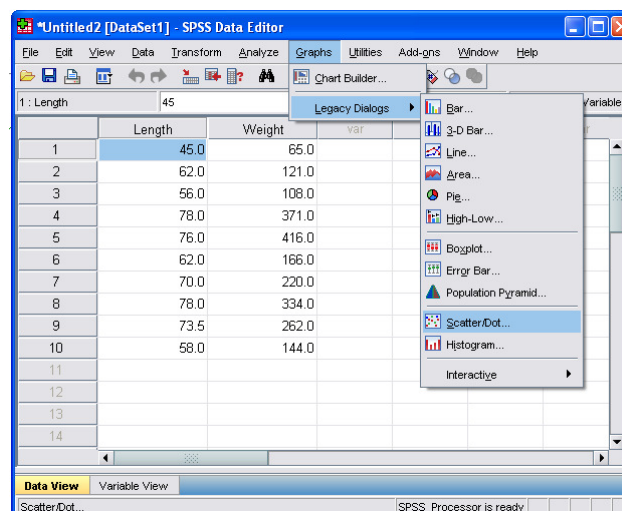 *Untitled2 [DataSet1] - SPSS Data Editor
File Edit View Data Transform Analyze Graphs Utilities Add-ons Window Help
Chart Builder...
1 : Length 45 Variable
Legacy Dialogs
Bar...
3-D Bar...
Line...
Area...
Pie...
High-Low...
Boxplot...
Error Bar...
Population Pyramid...
Scatter/Dot...
Histogram...
Interactive
Length Weight var
1 45.0 65.0
2 62.0 121.0
3 56.0 108.0
4 78.0 371.0
5 76.0 416.0
6 62.0 166.0
7 70.0 220.0
8 78.0 334.0
9 73.5 262.0
10 58.0 144.0
11
12
13
14
Data View Variable View
Scatter/Dot... SPSS Processor is ready